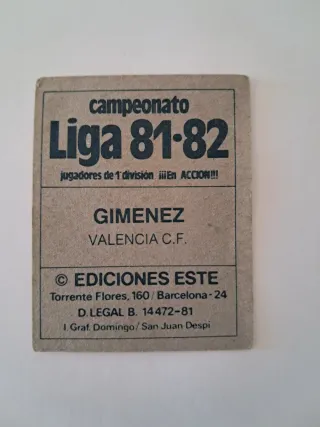 campeonato
Liga 81-82
jugadores de 1ª división ¡¡¡En ACCION!!!
GIMENEZ
VALENCIA C.F.
© EDICIONES ESTE
Torrente Flores, 160/Barcelona-24
D. LEGAL B. 14472-81
I. Graf. Domingo/San Juan Despi